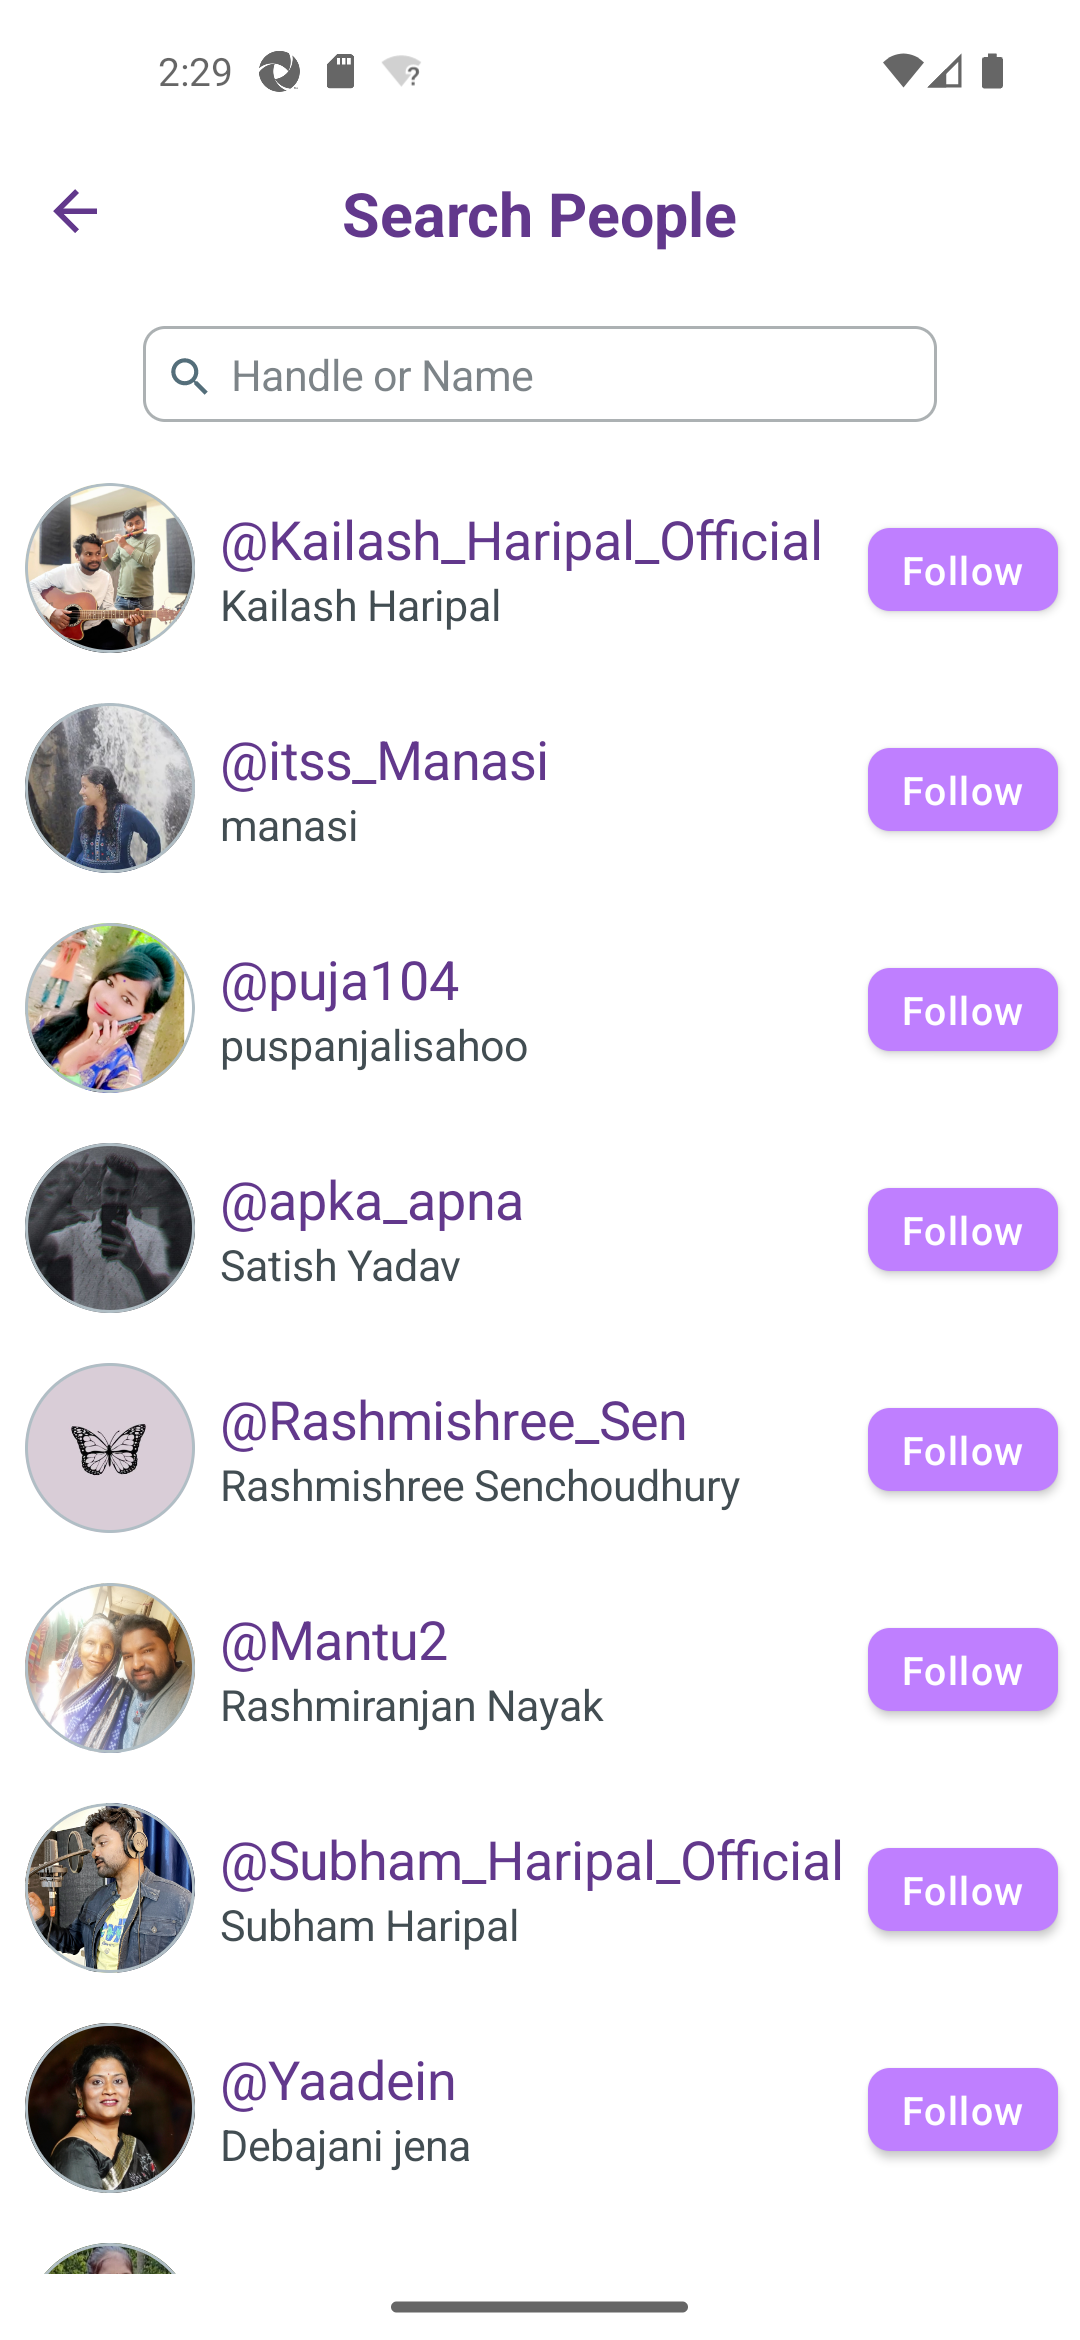 2:29
Search People
Handle or Name
@Kailash_Haripal_Official
Kailash Haripal
Follow
@itss_Manasi
manasi
Follow
@puja104
puspanjalisahoo
Follow
@apka_apna
Satish Yadav
Follow
@Rashmishree_Sen
Rashmishree Senchoudhury
Follow
@Mantu2
Rashmiranjan Nayak
Follow
@Subham_Haripal_Official
Subham Haripal
Follow
@Yaadein
Debajani jena
Follow